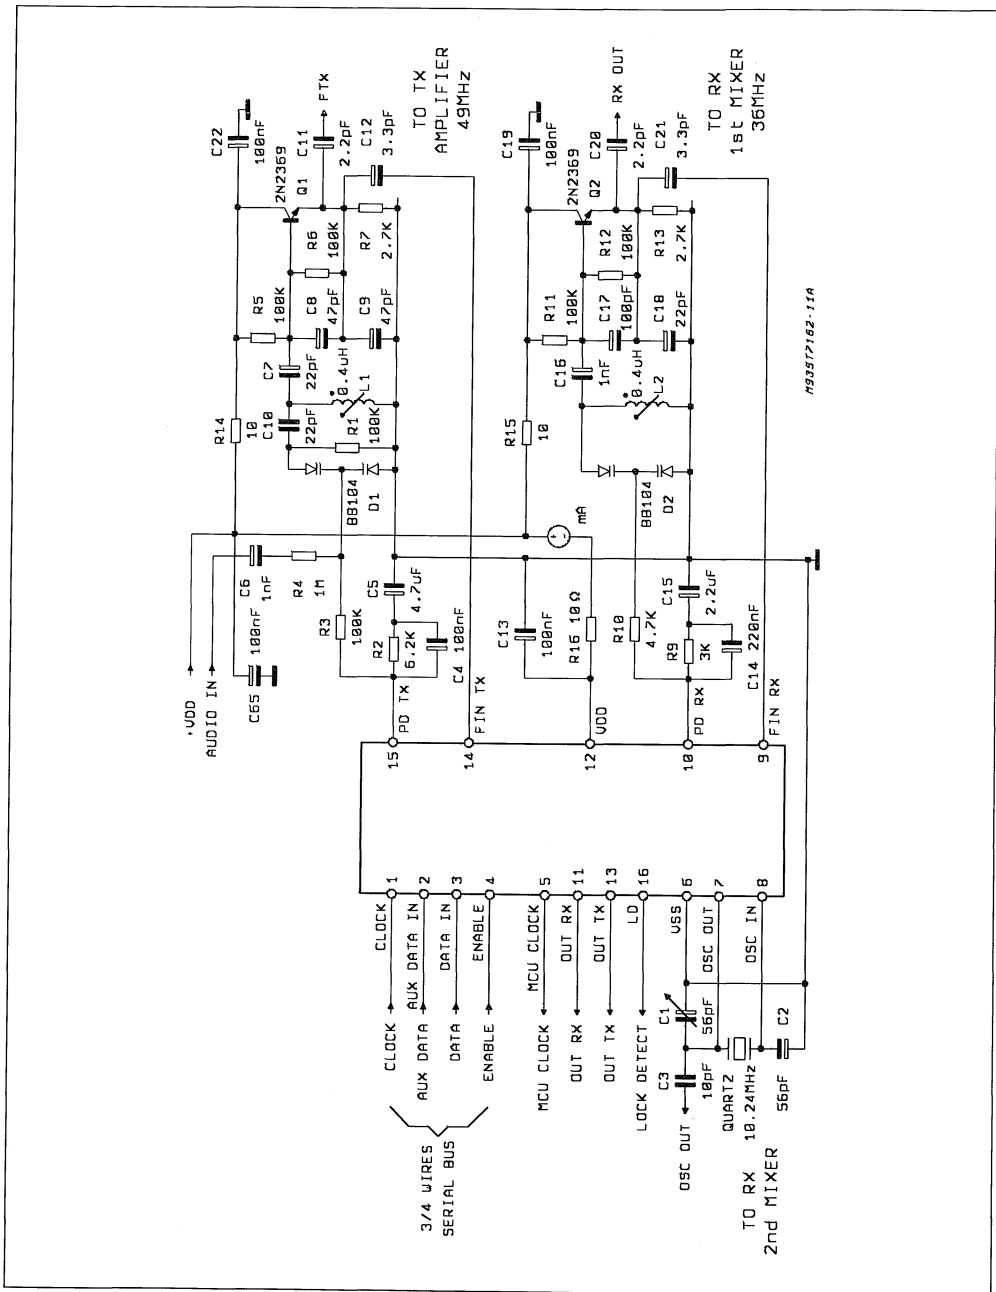 +VDD
AUDIO IN
C65
100nF
C6
1nF
R4
1M
R14
10
C22
100nF
2N2369
Q1
C11
2.2pF
FTx
C12
3.3pF
TO TX
AMPLIFIER
49MHz
R5
100K
R6
100K
R7
2.7K
C7
22pF
C8
47pF
C9
47pF
C10
22pF
0.4uH
L1
R1
100K
BB104
D1
R3
100K
C5
4.7uF
R2
6.2K
C4 100nF
PD TX
15
FIN TX
14
C13
100nF
R16 10Ω
mA
+
-
VDD
12
R15
10
C19
100nF
2N2369
Q2
C20
2.2pF
RX OUT
C21
3.3pF
TO RX
1st MIXER
36MHz
R11
100K
R12
100K
R13
2.7K
C16
1nF
C17
100pF
C18
22pF
0.4uH
L2
BB104
D2
R10
4.7K
C15
2.2uF
R9
3K
C14 220nF
PD RX
10
FIN RX
9
3/4 WIRES
SERIAL BUS
CLOCK
CLOCK
1
AUX DATA
AUX DATA IN
2
DATA
DATA IN
3
ENABLE
ENABLE
4
MCU CLOCK
MCU CLOCK
5
OUT RX
OUT RX
11
OUT TX
OUT TX
13
LOCK DETECT
LD
16
VSS
6
OSC OUT
7
OSC IN
8
OSC OUT
C3
10pF
C1
56pF
QUARTZ
10.24MHz
C2
56pF
TO RX
2nd MIXER
M93ST7162-11A